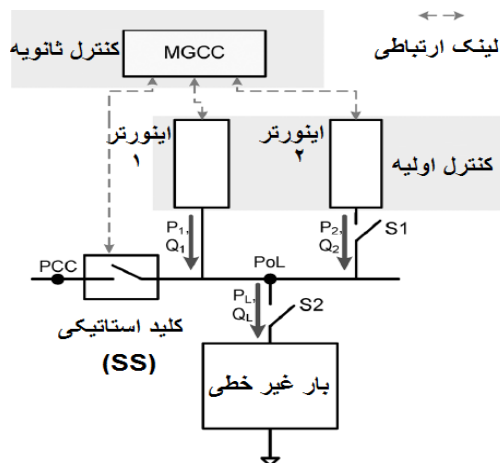 کنترل ثانویه
MGCC
لینک ارتباطی
اینورتر
۱
اینورتر
۲
کنترل اولیه
P1,
Q1
P2,
Q2
S1
PCC
PoL
PL,
QL
S2
کلید استاتیکی
(SS)
بار غیر خطی